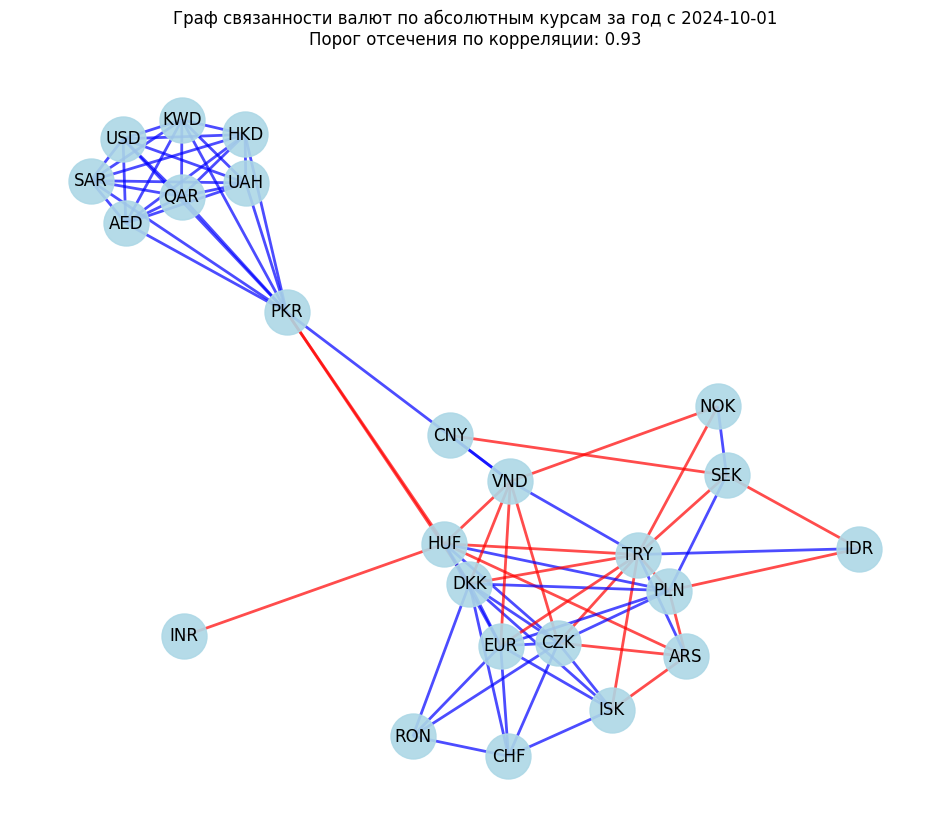 Граф связанности валют по абсолютным курсам за год с 2024-10-01
Порог отсечения по корреляции: 0.93
KWD
HKD
USD
SAR
UAH
QAR
AED
PKR
NOK
CNY
SEK
VND
HUF
IDR
TRY
DKK
PLN
INR
CZK
EUR
ARS
ISK
RON
CHF